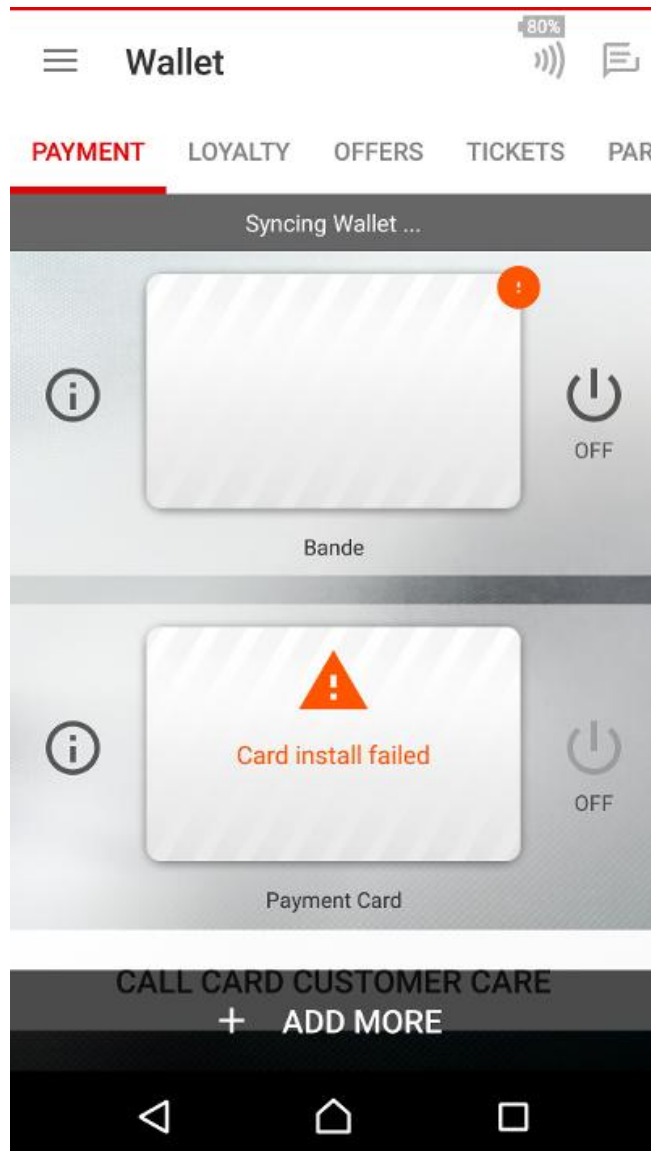 80%
Wallet
PAYMENT LOYALTY OFFERS TICKETS PAR
Syncing Wallet ...
OFF
Bande
Card install failed
OFF
Payment Card
CALL CARD CUSTOMER CARE
+ ADD MORE